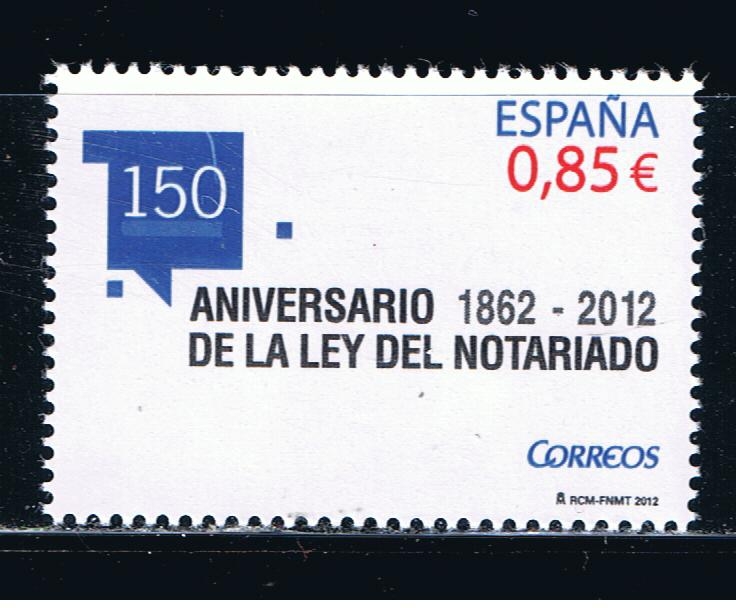 ESPAÑA
0,85 €
150
ANIVERSARIO 1862 - 2012
DE LA LEY DEL NOTARIADO
CORREOS
RCM-FNMT 2012